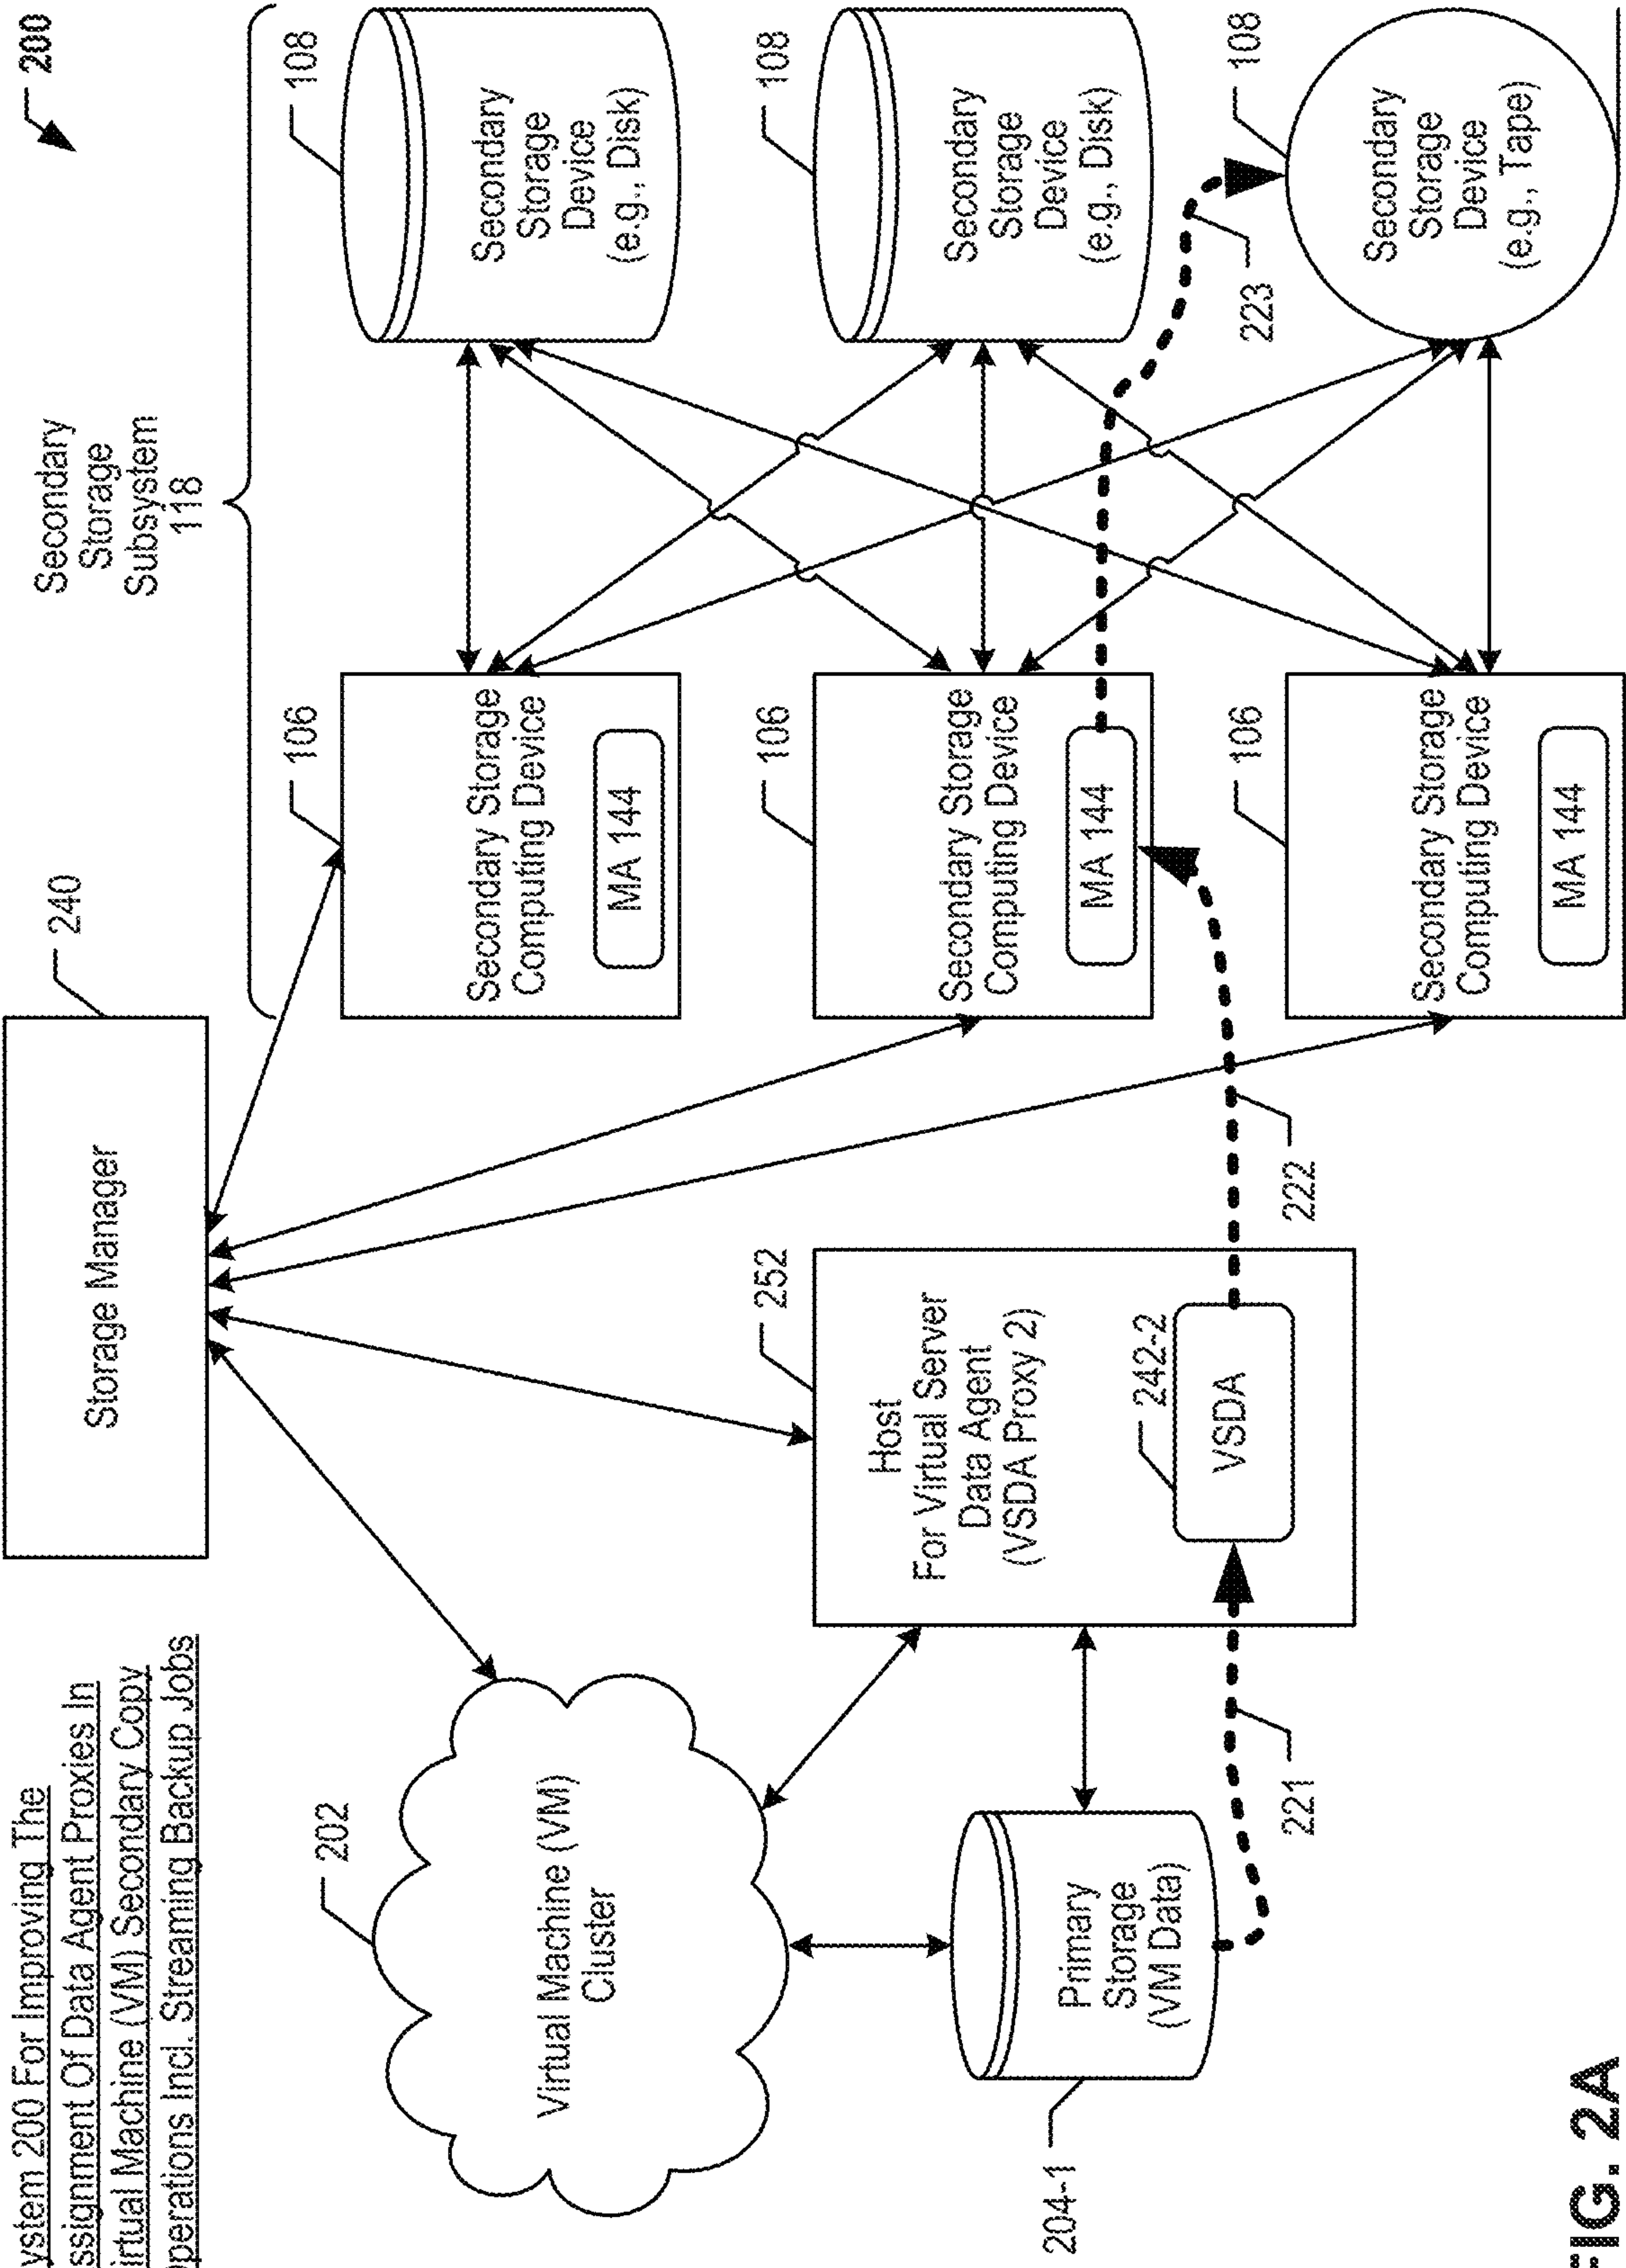 ystem 200 For Improving The
ssignment Of Data Agent Proxies In
irtual Machine (VM) Secondary Copy
perations Incl. Streaming Backup Jobs
Storage Manager
240
200
Secondary
Storage
Subsystem
118
202
Virtual Machine (VM)
Cluster
204-1
Primary
Storage
(VM Data)
221
252
Host
For Virtual Server
Data Agent
(VSDA Proxy 2)
242-2
VSDA
222
106
Secondary Storage
Computing Device
MA 144
106
Secondary Storage
Computing Device
MA 144
106
Secondary Storage
Computing Device
MA 144
108
Secondary
Storage
Device
(e.g., Disk)
108
Secondary
Storage
Device
(e.g., Disk)
223
108
Secondary
Storage
Device
(e.g., Tape)
FIG. 2A